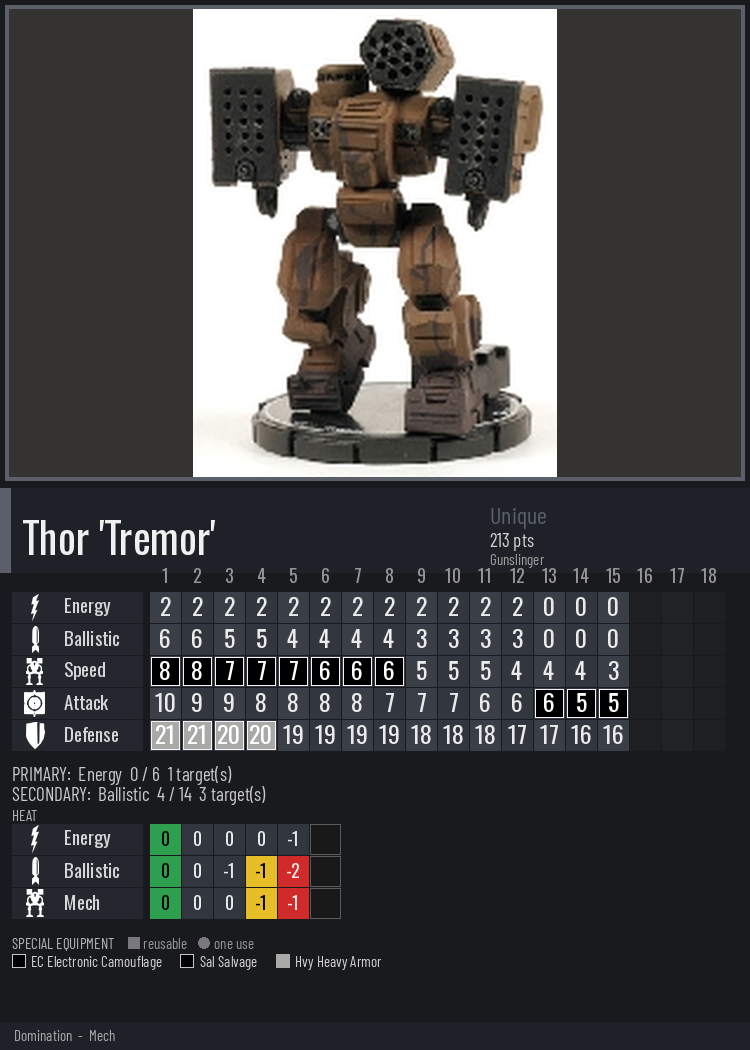 Thor 'Tremor'
Unique
213 pts
Gunslinger
1 2 3 4 5 6 7 8 9 10 11 12 13 14 15 16 17 18
Energy 2 2 2 2 2 2 2 2 2 2 2 2 0 0 0
Ballistic 6 6 5 5 4 4 4 4 3 3 3 3 0 0 0
Speed 8 8 7 7 7 6 6 6 5 5 5 4 4 4 3
Attack 10 9 9 8 8 8 8 7 7 7 6 6 6 5 5
Defense 21 21 20 20 19 19 19 19 18 18 18 17 17 16 16
PRIMARY: Energy 0 / 6 1 target(s)
SECONDARY: Ballistic 4 / 14 3 target(s)
HEAT
Energy 0 0 0 0 -1
Ballistic 0 0 -1 -1 -2
Mech 0 0 0 -1 -1
SPECIAL EQUIPMENT reusable one use
EC Electronic Camouflage Sal Salvage Hvy Heavy Armor
Domination - Mech